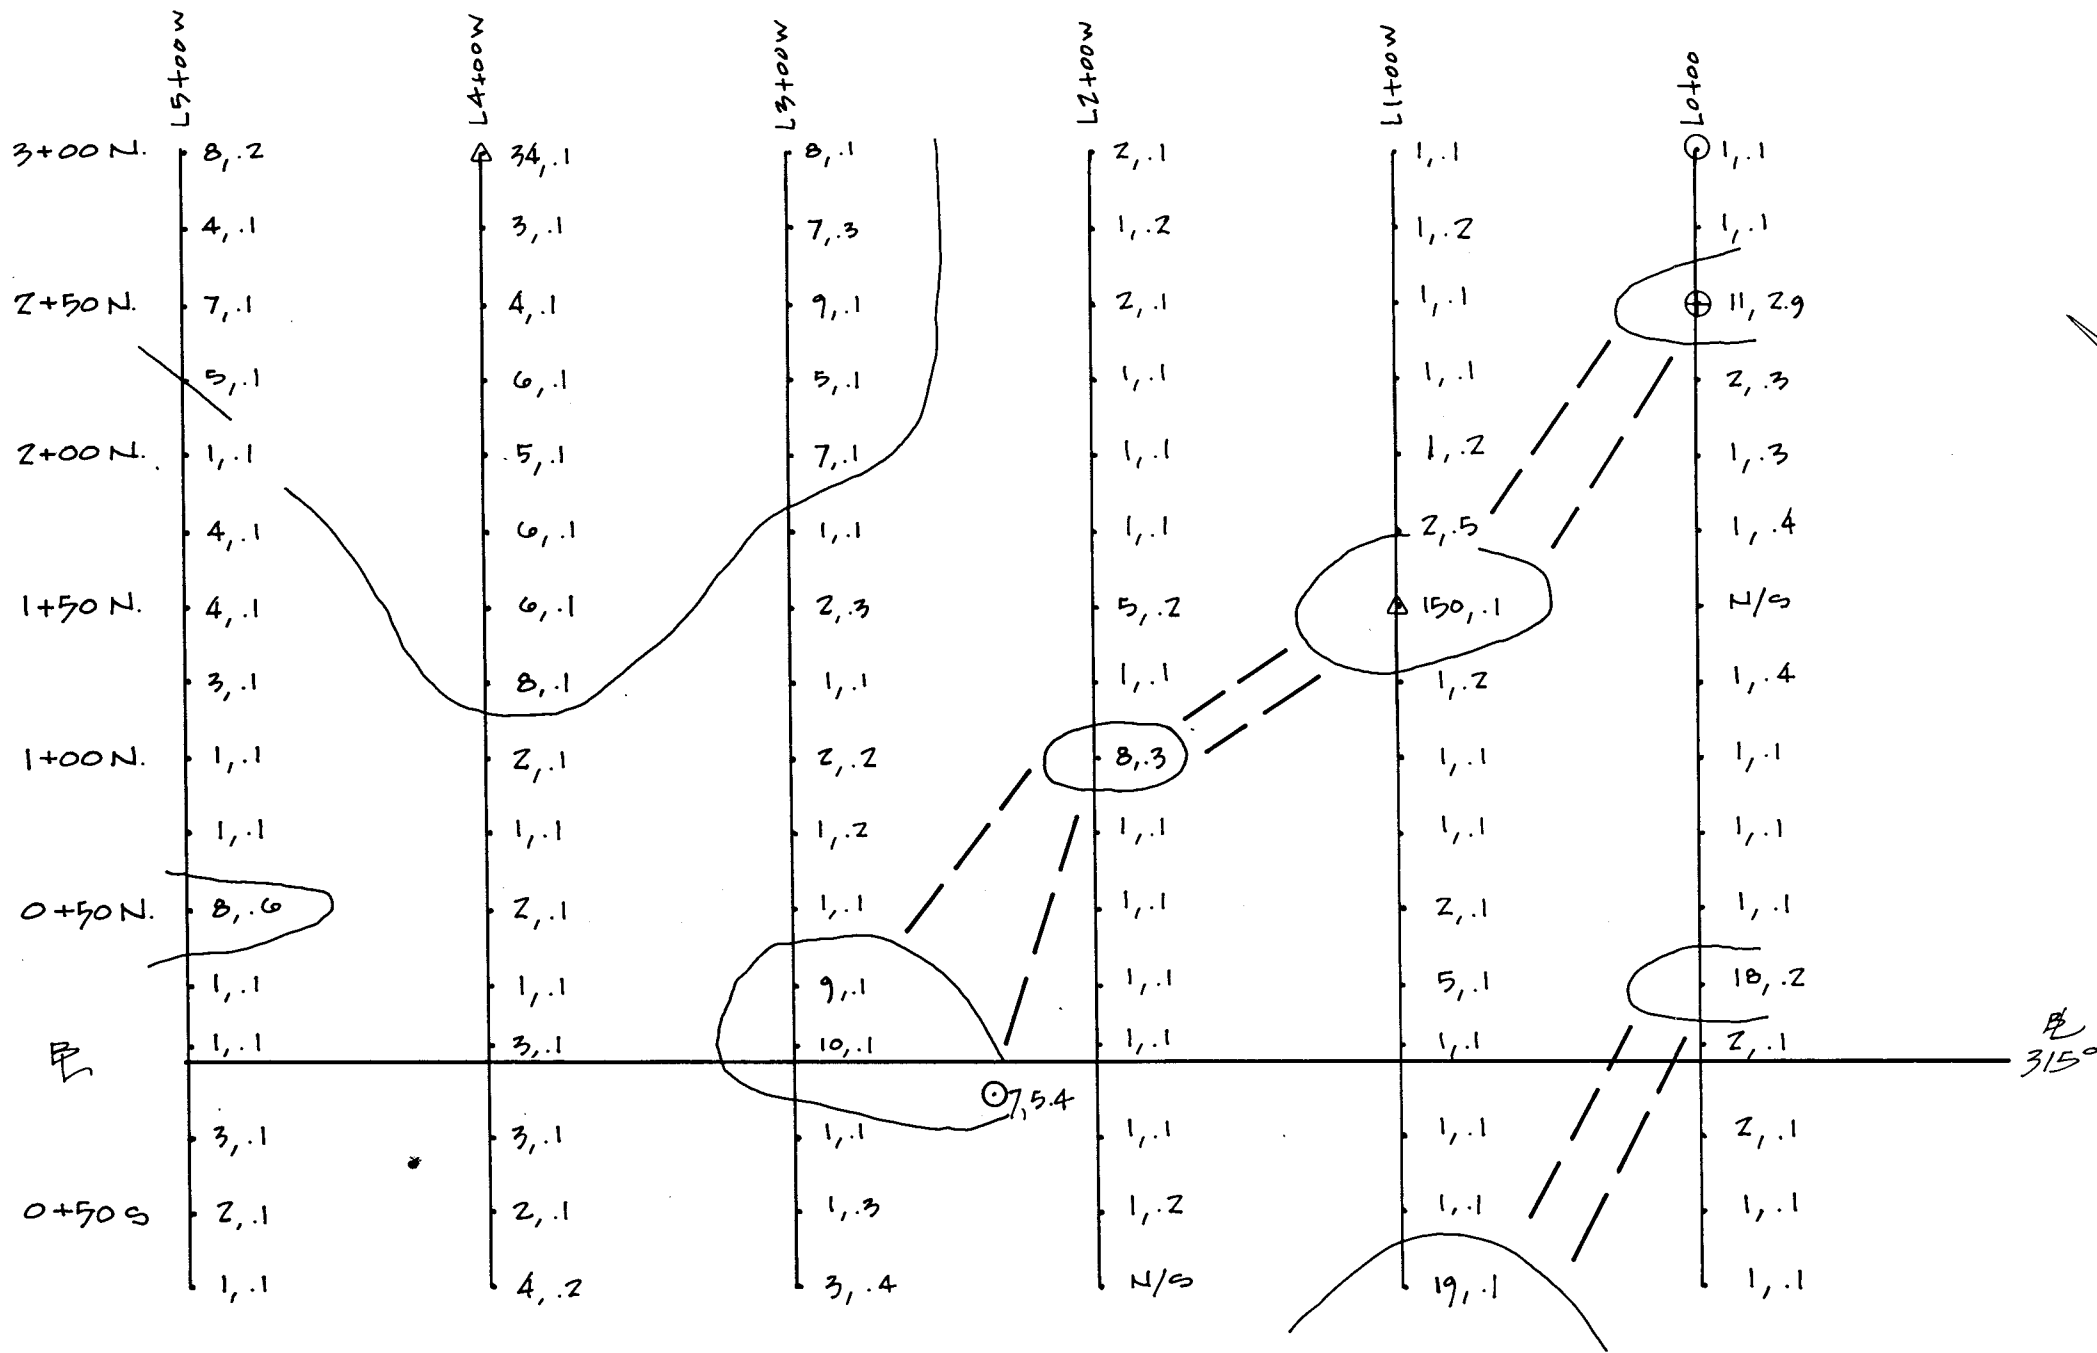 L5+00W L4+00W L3+00W L2+00W L1+00W L0+00
3+00 N. 8, .2 34, .1 8, .1 2, .1 1, .1 1, .1
4, .1 3, .1 7, .3 1, .2 1, .2 1, .1
2+50 N. 7, .1 4, .1 9, .1 2, .1 1, .1 11, 2.9
5, .1 6, .1 5, .1 1, .1 1, .1 2, .3
2+00 N. 1, .1 5, .1 7, .1 1, .1 1, .2 1, .3
4, .1 6, .1 1, .1 1, .1 2, .5 1, .4
1+50 N. 4, .1 6, .1 2, .3 5, .2 150, .1 N/S
3, .1 8, .1 1, .1 1, .1 1, .2 1, .4
1+00 N. 1, .1 2, .1 2, .2 8, .3 1, .1 1, .1
1, .1 1, .1 1, .2 1, .1 1, .1 1, .1
0+50 N. 8, .6 2, .1 1, .1 1, .1 2, .1 1, .1
1, .1 1, .1 9, .1 1, .1 5, .1 18, .2
BL 1, .1 3, .1 10, .1 1, .1 1, .1 2, .1 BL
315°
7, 5.4
3, .1 3, .1 1, .1 1, .1 1, .1 2, .1
0+50 S 2, .1 2, .1 1, .3 1, .2 1, .1 1, .1
1, .1 4, .2 3, .4 N/S 19, .1 1, .1